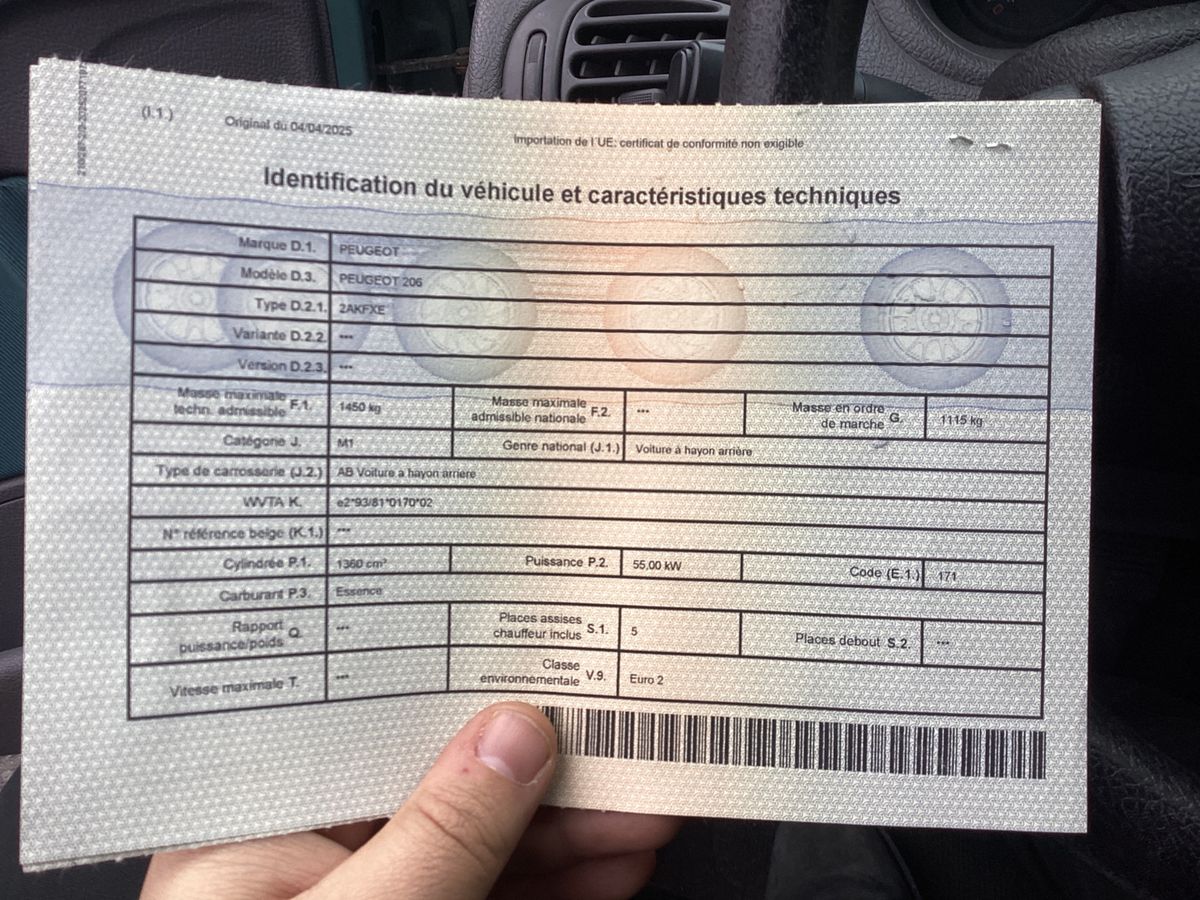 (I.1.)
Original du 04/04/2025
Importation de l'UE: certificat de conformité non exigible
Identification du véhicule et caractéristiques techniques
Marque D.1. PEUGEOT
Modèle D.3. PEUGEOT 206
Type D.2.1. 2AKFXE
Variante D.2.2. ---
Version D.2.3. ---
Masse maximale techn. admissible F.1. 1450 kg
Masse maximale admissible nationale F.2. ---
Masse en ordre de marche G. 1115 kg
Catégorie J. M1
Genre national (J.1.) Voiture à hayon arrière
Type de carrosserie (J.2.) AB Voiture à hayon arrière
WVTA K. e2*93/81*0170*02
N° référence belge (K.1.) ---
Cylindrée P.1. 1360 cm³
Puissance P.2. 55,00 kW
Code (E.1.) 171
Carburant P.3. Essence
Rapport puissance/poids Q. ---
Places assises chauffeur inclus S.1. 5
Places debout S.2. ---
Vitesse maximale T. ---
Classe environnementale V.9. Euro 2